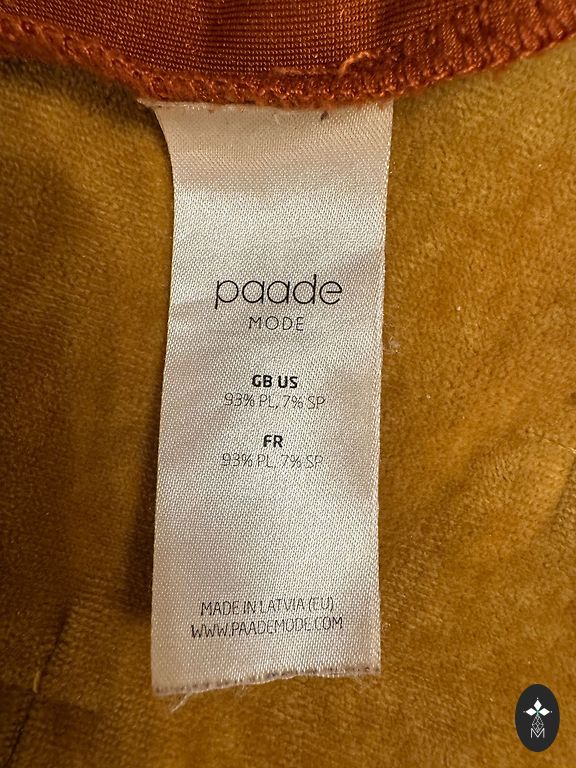 paade
MODE
GB US
93% PL, 7% SP
FR
93% PL, 7% SP
MADE IN LATVIA (EU)
WWW.PAADEMODE.COM
M